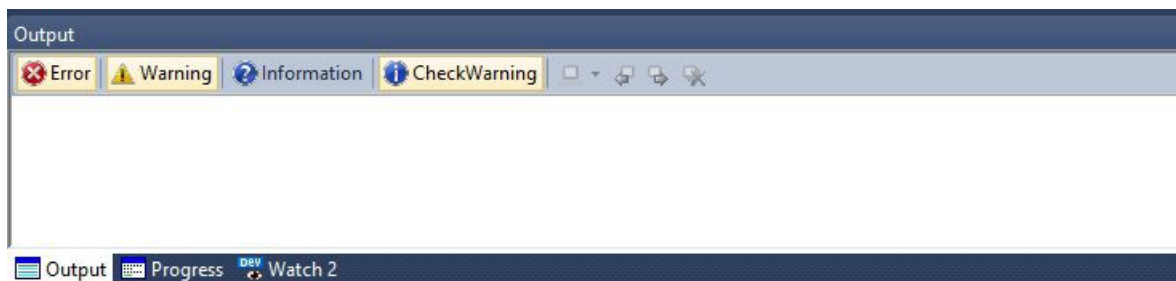 Output
Error Warning Information CheckWarning
Output Progress DEV Watch 2